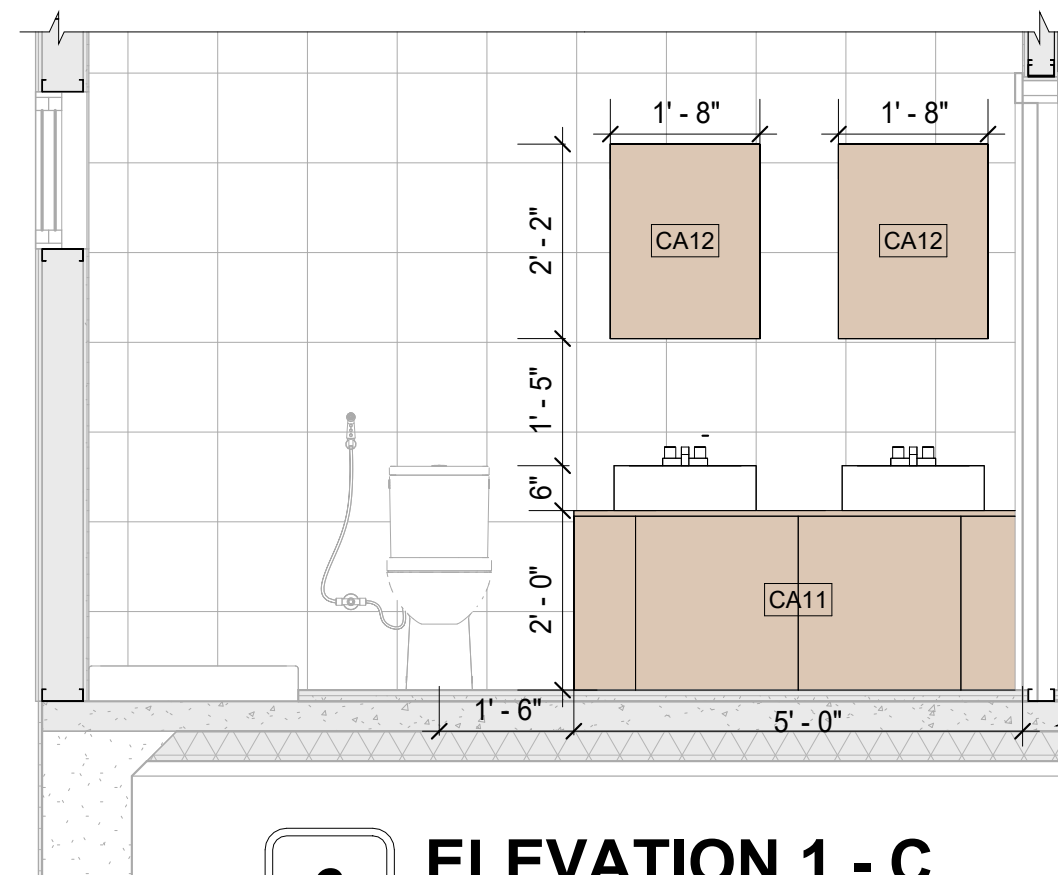 1' - 8" 1' - 8"
2' - 2"
CA12 CA12
1' - 5"
6"
2' - 0"
CA11
1' - 6"
5' - 0"
ELEVATION 1 - C